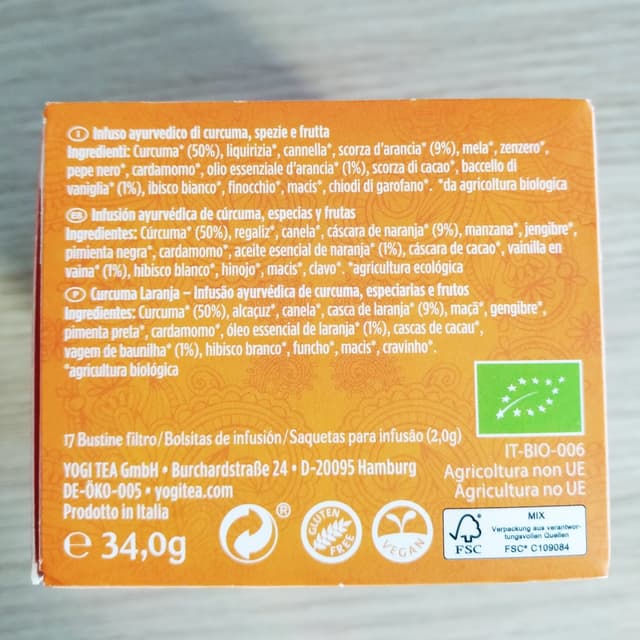 I Infuso ayurvedico di curcuma, spezie e frutta
Ingredienti: Curcuma* (50%), liquirizia*, cannella*, scorza d'arancia* (9%), mela*, zenzero*,
pepe nero*, cardamomo*, olio essenziale d'arancia* (1%), scorza di cacao*, baccello di
vaniglia* (1%), ibisco bianco*, finocchio*, macis*, chiodi di garofano*. *da agricoltura biologica
ES Infusión ayurvédica de cúrcuma, especias y frutas
Ingredientes: Cúrcuma* (50%), regaliz*, canela*, cáscara de naranja* (9%), manzana*, jengibre*,
pimienta negra*, cardamomo*, aceite esencial de naranja* (1%), cáscara de cacao*, vainilla en
vaina* (1%), hibisco blanco*, hinojo*, macis*, clavo*. *agricultura ecológica
P Curcuma Laranja – Infusão ayurvédica de curcuma, especiarias e frutos
Ingredientes: Curcuma* (50%), alcaçuz*, canela*, casca de laranja* (9%), maçã*, gengibre*,
pimenta preta*, cardamomo*, óleo essencial de laranja* (1%), cascas de cacau*,
vagem de baunilha* (1%), hibisco branco*, funcho*, macis*, cravinho*.
*agricultura biológica
17 Bustine filtro/Bolsitas de infusión/Saquetas para infusão (2,0g)
YOGI TEA GmbH • Burchardstraße 24 • D-20095 Hamburg
DE-ÖKO-005 • yogitea.com
Prodotto in Italia
℮ 34,0g
®
GLUTEN FREE
VEGAN
IT-BIO-006
Agricoltura non UE
Agricultura no UE
FSC
MIX
Verpackung aus verantwor-
tungsvollen Quellen
FSC® C109084